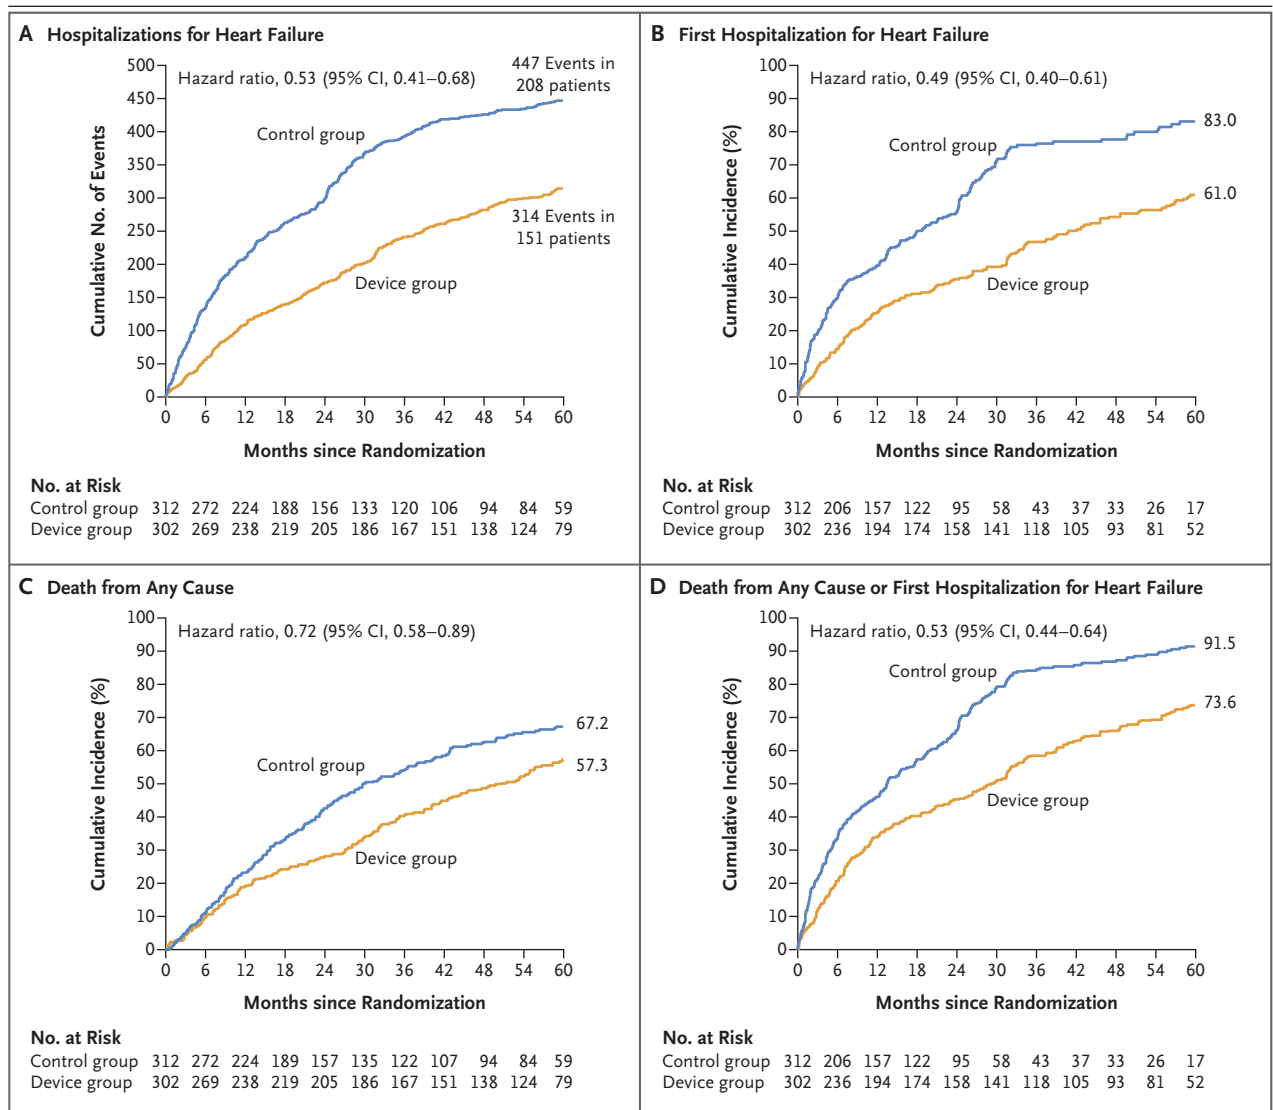 A Hospitalizations for Heart Failure
Hazard ratio, 0.53 (95% CI, 0.41–0.68)
447 Events in
208 patients
Control group
314 Events in
151 patients
Device group
Cumulative No. of Events
500
450
400
350
300
250
200
150
100
50
0
0 6 12 18 24 30 36 42 48 54 60
Months since Randomization
No. at Risk
Control group 312 272 224 188 156 133 120 106 94 84 59
Device group 302 269 238 219 205 186 167 151 138 124 79
B First Hospitalization for Heart Failure
Hazard ratio, 0.49 (95% CI, 0.40–0.61)
Control group
83.0
61.0
Device group
Cumulative Incidence (%)
100
90
80
70
60
50
40
30
20
10
0
0 6 12 18 24 30 36 42 48 54 60
Months since Randomization
No. at Risk
Control group 312 206 157 122 95 58 43 37 33 26 17
Device group 302 236 194 174 158 141 118 105 93 81 52
C Death from Any Cause
Hazard ratio, 0.72 (95% CI, 0.58–0.89)
67.2
Control group
57.3
Device group
Cumulative Incidence (%)
100
90
80
70
60
50
40
30
20
10
0
0 6 12 18 24 30 36 42 48 54 60
Months since Randomization
No. at Risk
Control group 312 272 224 189 157 135 122 107 94 84 59
Device group 302 269 238 219 205 186 167 151 138 124 79
D Death from Any Cause or First Hospitalization for Heart Failure
Hazard ratio, 0.53 (95% CI, 0.44–0.64)
91.5
Control group
73.6
Device group
Cumulative Incidence (%)
100
90
80
70
60
50
40
30
20
10
0
0 6 12 18 24 30 36 42 48 54 60
Months since Randomization
No. at Risk
Control group 312 206 157 122 95 58 43 37 33 26 17
Device group 302 236 194 174 158 141 118 105 93 81 52